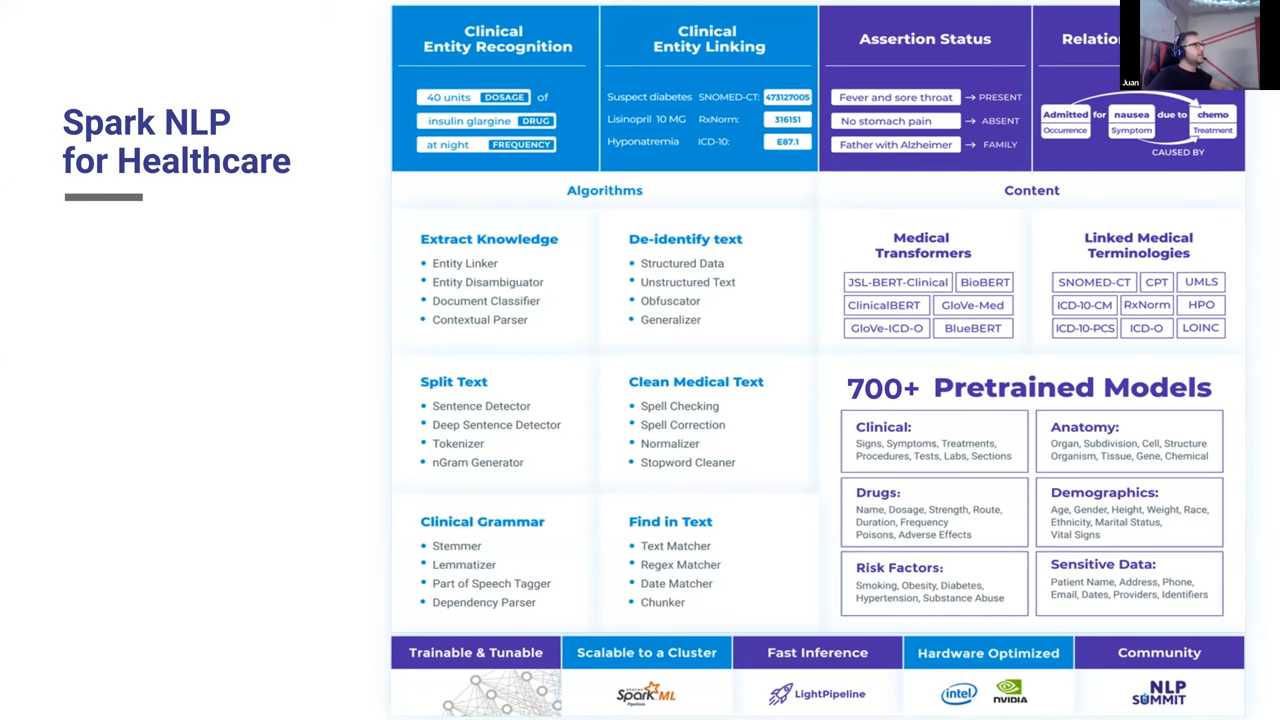 Spark NLP
for Healthcare
Clinical
Entity Recognition
40 units DOSAGE of
insulin glargine DRUG
at night FREQUENCY
Clinical
Entity Linking
Suspect diabetes SNOMED-CT: 473127005
Lisinopril 10 MG RxNorm: 316151
Hyponatremia ICD-10: E87.1
Assertion Status
Fever and sore throat → PRESENT
No stomach pain → ABSENT
Father with Alzheimer → FAMILY
Relatio
Juan
Admitted for nausea due to chemo
Occurrence Symptom Treatment
CAUSED BY
Algorithms
Content
Extract Knowledge
• Entity Linker
• Entity Disambiguator
• Document Classifier
• Contextual Parser
De-identify text
• Structured Data
• Unstructured Text
• Obfuscator
• Generalizer
Medical
Transformers
JSL-BERT-Clinical BioBERT
ClinicalBERT GloVe-Med
GloVe-ICD-O BlueBERT
Linked Medical
Terminologies
SNOMED-CT CPT UMLS
ICD-10-CM RxNorm HPO
ICD-10-PCS ICD-O LOINC
Split Text
• Sentence Detector
• Deep Sentence Detector
• Tokenizer
• nGram Generator
Clean Medical Text
• Spell Checking
• Spell Correction
• Normalizer
• Stopword Cleaner
700+ Pretrained Models
Clinical:
Signs, Symptoms, Treatments,
Procedures, Tests, Labs, Sections
Anatomy:
Organ, Subdivision, Cell, Structure
Organism, Tissue, Gene, Chemical
Drugs:
Name, Dosage, Strength, Route,
Duration, Frequency
Poisons, Adverse Effects
Demographics:
Age, Gender, Height, Weight, Race,
Ethnicity, Marital Status,
Vital Signs
Risk Factors:
Smoking, Obesity, Diabetes,
Hypertension, Substance Abuse
Sensitive Data:
Patient Name, Address, Phone,
Email, Dates, Providers, Identifiers
Clinical Grammar
• Stemmer
• Lemmatizer
• Part of Speech Tagger
• Dependency Parser
Find in Text
• Text Matcher
• Regex Matcher
• Date Matcher
• Chunker
Trainable & Tunable
Scalable to a Cluster
Fast Inference
Hardware Optimized
Community
APACHE
Spark ML
Pipelines
LightPipeline
intel
NVIDIA
NLP
SUMMIT